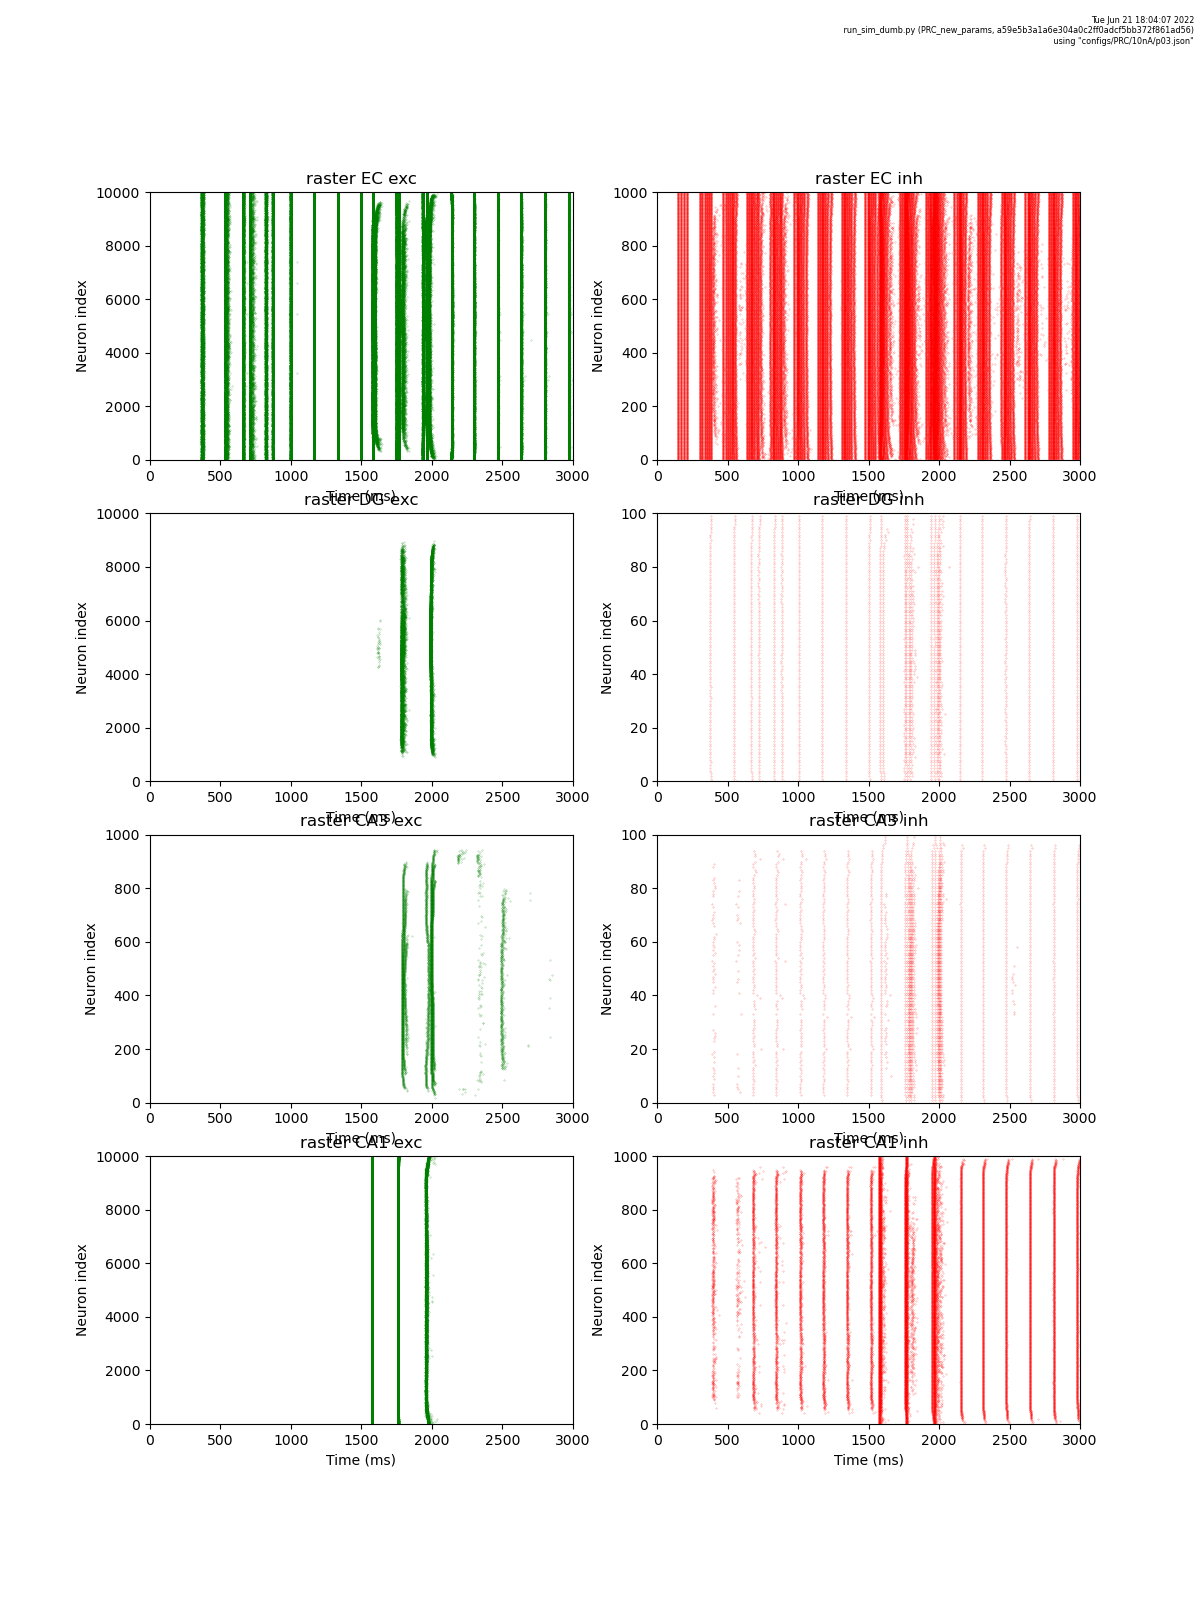 Tue Jun 21 18:04:07 2022
run_sim_dumb.py (PRC_new_params, a59e5b3a1a6e304a0c2ff0adcf5bb372f861ad56)
using "configs/PRC/10nA/p03.json"
raster EC exc
10000
8000
6000
4000
2000
0
Neuron index
0 500 1000 1500 2000 2500 3000
Time (ms)
raster EC inh
1000
800
600
400
200
0
Neuron index
0 500 1000 1500 2000 2500 3000
Time (ms)
raster DG exc
10000
8000
6000
4000
2000
0
Neuron index
0 500 1000 1500 2000 2500 3000
Time (ms)
raster DG inh
100
80
60
40
20
0
Neuron index
0 500 1000 1500 2000 2500 3000
Time (ms)
raster CA3 exc
1000
800
600
400
200
0
Neuron index
0 500 1000 1500 2000 2500 3000
Time (ms)
raster CA3 inh
100
80
60
40
20
0
Neuron index
0 500 1000 1500 2000 2500 3000
Time (ms)
raster CA1 exc
10000
8000
6000
4000
2000
0
Neuron index
0 500 1000 1500 2000 2500 3000
Time (ms)
raster CA1 inh
1000
800
600
400
200
0
Neuron index
0 500 1000 1500 2000 2500 3000
Time (ms)